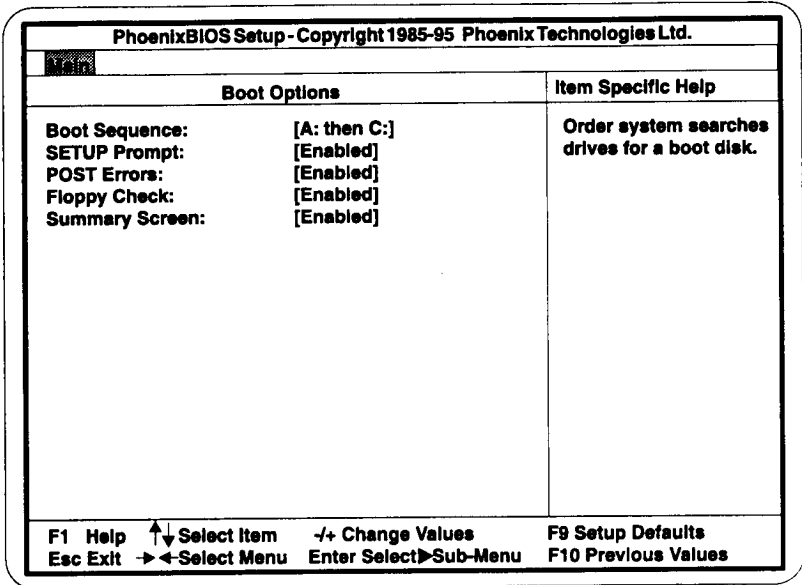 PhoenixBIOS Setup - Copyright 1985-95 Phoenix Technologies Ltd.
Main
Boot Options
Item Specific Help
Boot Sequence: [A: then C:]
SETUP Prompt: [Enabled]
POST Errors: [Enabled]
Floppy Check: [Enabled]
Summary Screen: [Enabled]
Order system searches
drives for a boot disk.
F1 Help ↑↓ Select Item -/+ Change Values F9 Setup Defaults
Esc Exit →← Select Menu Enter Select▶Sub-Menu F10 Previous Values